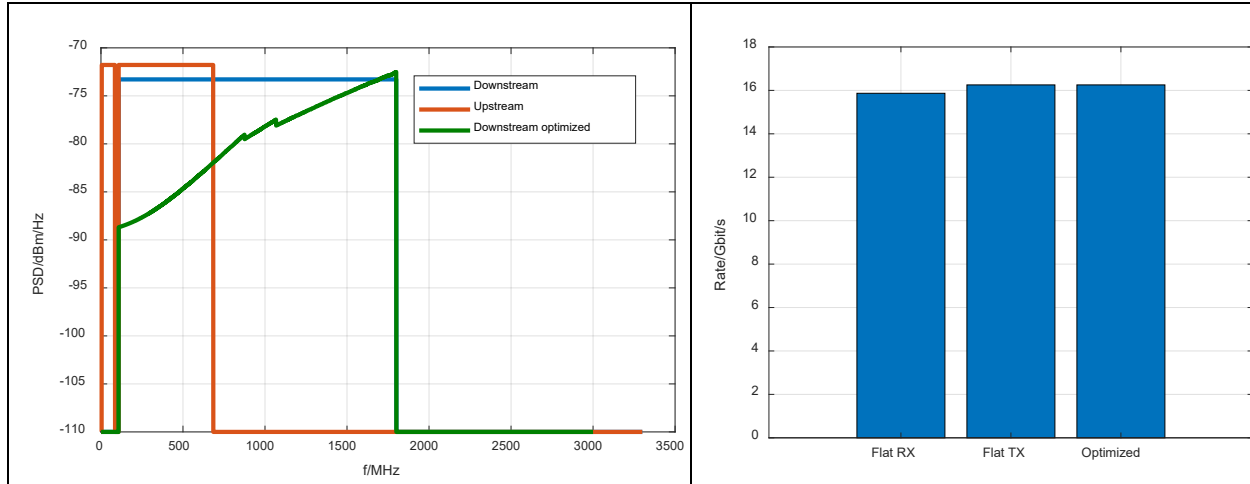 -70
-75
-80
-85
-90
-95
-100
-105
-110
PSD/dBm/Hz
Downstream
Upstream
Downstream optimized
0 500 1000 1500 2000 2500 3000 3500
f/MHz
18
16
14
12
10
8
6
4
2
0
Rate/Gbit/s
Flat RX Flat TX Optimized